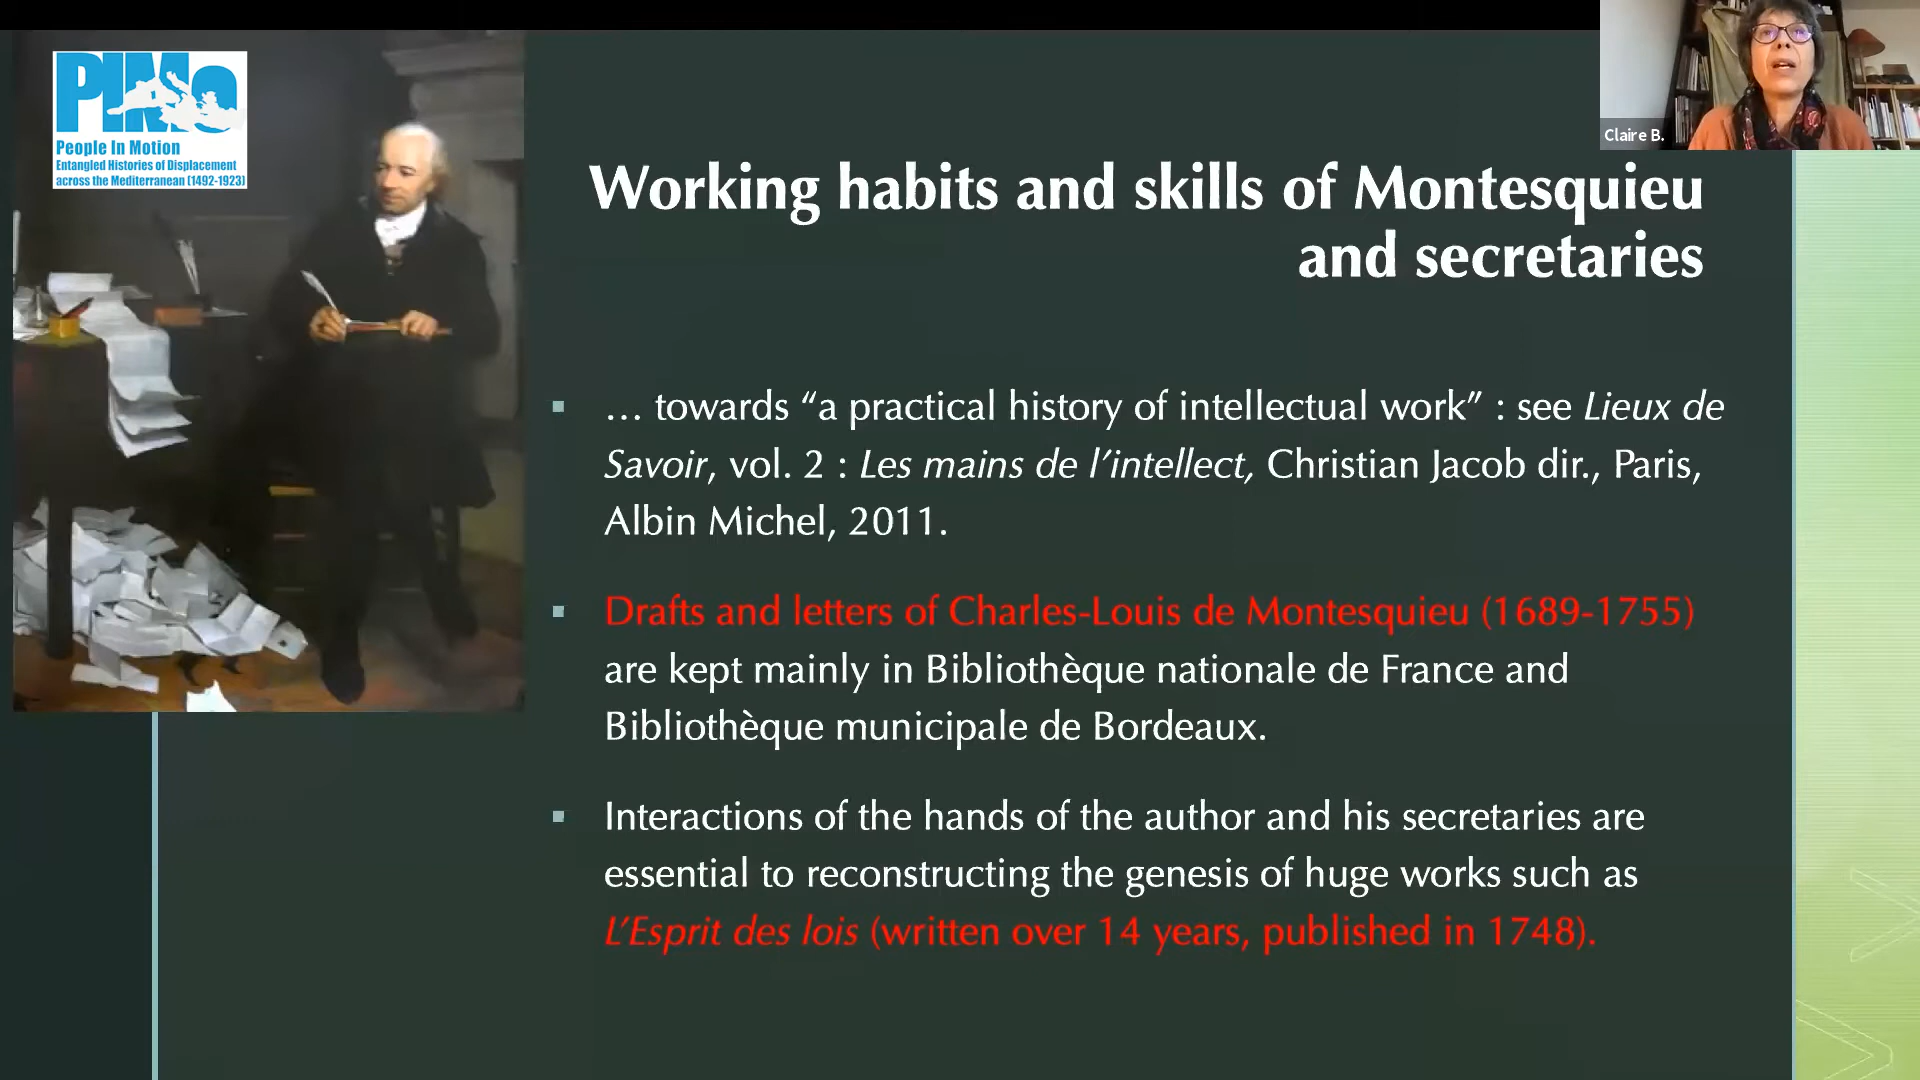 PIMo
People In Motion
Entangled Histories of Displacement
across the Mediterranean (1492-1923)
Claire B.
Working habits and skills of Montesquieu
and secretaries
… towards “a practical history of intellectual work” : see Lieux de
Savoir, vol. 2 : Les mains de l’intellect, Christian Jacob dir., Paris,
Albin Michel, 2011.
Drafts and letters of Charles-Louis de Montesquieu (1689-1755)
are kept mainly in Bibliothèque nationale de France and
Bibliothèque municipale de Bordeaux.
Interactions of the hands of the author and his secretaries are
essential to reconstructing the genesis of huge works such as
L’Esprit des lois (written over 14 years, published in 1748).